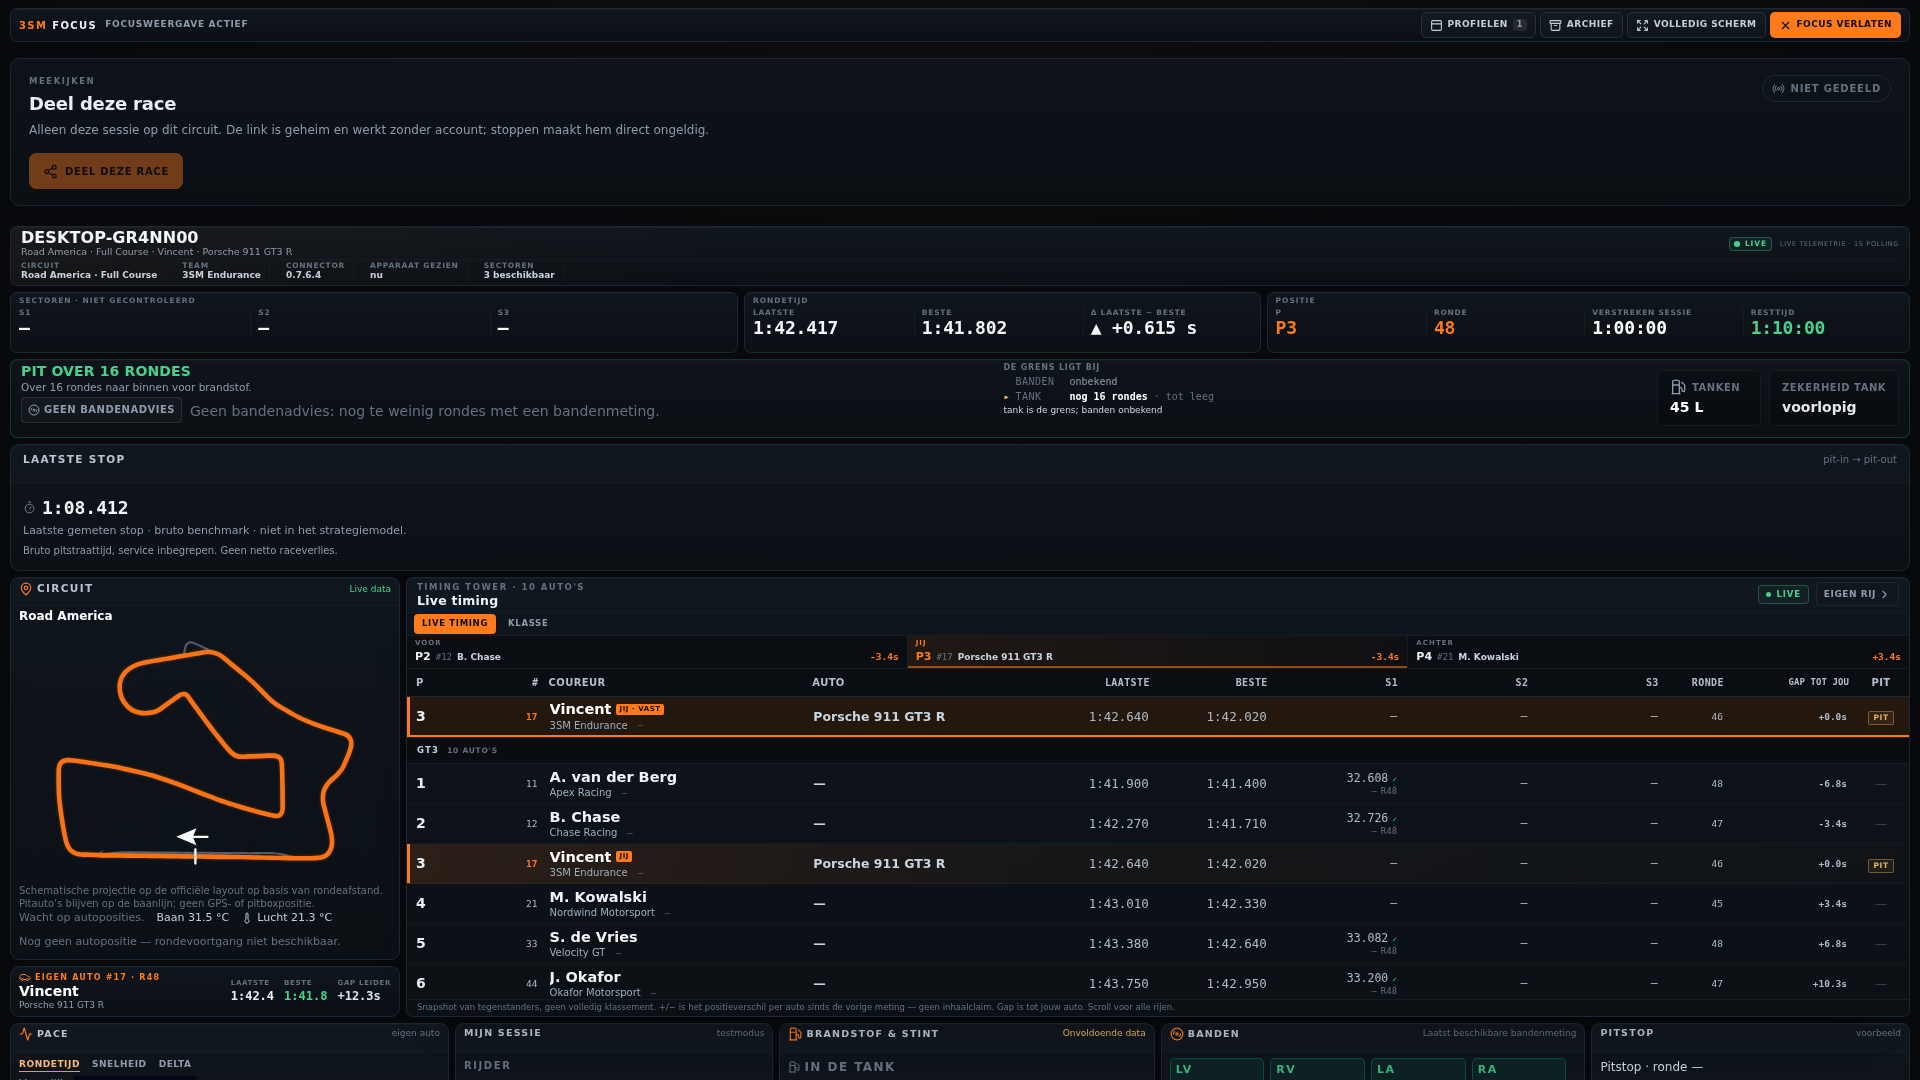 3SM FOCUS FOCUSWEERGAVE ACTIEF PROFIELEN 1 ARCHIEF VOLLEDIG SCHERM FOCUS VERLATEN
MEEKIJKEN
Deel deze race
NIET GEDEELD
Alleen deze sessie op dit circuit. De link is geheim en werkt zonder account; stoppen maakt hem direct ongeldig.
DEEL DEZE RACE
DESKTOP-GR4NN00
Road America · Full Course · Vincent · Porsche 911 GT3 R
LIVE LIVE TELEMETRIE · 1S POLLING
CIRCUIT TEAM CONNECTOR APPARAAT GEZIEN SECTOREN
Road America · Full Course 3SM Endurance 0.7.6.4 nu 3 beschikbaar
SECTOREN · NIET GECONTROLEERD
S1 S2 S3
— — —
RONDETIJD
LAATSTE BESTE Δ LAATSTE − BESTE
1:42.417 1:41.802 ▲ +0.615 s
POSITIE
P RONDE VERSTREKEN SESSIE RESTTIJD
P3 48 1:00:00 1:10:00
PIT OVER 16 RONDES
Over 16 rondes naar binnen voor brandstof.
GEEN BANDENADVIES Geen bandenadvies: nog te weinig rondes met een bandenmeting.
DE GRENS LIGT BIJ
BANDEN onbekend
▸ TANK nog 16 rondes · tot leeg
tank is de grens; banden onbekend
TANKEN
45 L
ZEKERHEID TANK
voorlopig
LAATSTE STOP pit-in → pit-out
1:08.412
Laatste gemeten stop · bruto benchmark · niet in het strategiemodel.
Bruto pitstraattijd, service inbegrepen. Geen netto raceverlies.
CIRCUIT Live data
Road America
Schematische projectie op de officiële layout op basis van rondeafstand.
Pitauto's blijven op de baanlijn; geen GPS- of pitboxpositie.
Wacht op autoposities. Baan 31.5 °C Lucht 21.3 °C
Nog geen autopositie — rondevoortgang niet beschikbaar.
EIGEN AUTO #17 · R48
Vincent
Porsche 911 GT3 R
LAATSTE BESTE GAP LEIDER
1:42.4 1:41.8 +12.3s
TIMING TOWER · 10 AUTO'S
Live timing
LIVE EIGEN RIJ
LIVE TIMING KLASSE
VOOR
P2 #12 B. Chase -3.4s
JIJ
P3 #17 Porsche 911 GT3 R -3.4s
ACHTER
P4 #21 M. Kowalski +3.4s
P # COUREUR AUTO LAATSTE BESTE S1 S2 S3 RONDE GAP TOT JOU PIT
3 17 Vincent JIJ · VAST Porsche 911 GT3 R 1:42.640 1:42.020 — — — 46 +0.0s PIT
3SM Endurance —
GT3 10 AUTO'S
1 11 A. van der Berg — 1:41.900 1:41.400 32.608 ✓ — — 48 -6.8s —
Apex Racing — — R48
2 12 B. Chase — 1:42.270 1:41.710 32.726 ✓ — — 47 -3.4s —
Chase Racing — — R48
3 17 Vincent JIJ Porsche 911 GT3 R 1:42.640 1:42.020 — — — 46 +0.0s PIT
3SM Endurance —
4 21 M. Kowalski — 1:43.010 1:42.330 — — — 45 +3.4s —
Nordwind Motorsport —
5 33 S. de Vries — 1:43.380 1:42.640 33.082 ✓ — — 48 +6.8s —
Velocity GT — — R48
6 44 J. Okafor — 1:43.750 1:42.950 33.200 ✓ — — 47 +10.3s —
Okafor Motorsport — — R48
Snapshot van tegenstanders, geen volledig klassement. +/− is het positieverschil per auto sinds de vorige meting — geen inhaalclaim. Gap is tot jouw auto. Scroll voor alle rijen.
PACE eigen auto
RONDETIJD SNELHEID DELTA
MIJN SESSIE testmodus
RIJDER
BRANDSTOF & STINT Onvoldoende data
IN DE TANK
BANDEN Laatst beschikbare bandenmeting
LV RV LA RA
PITSTOP voorbeeld
Pitstop · ronde —